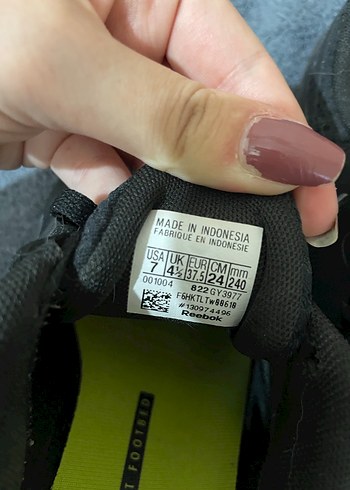 MADE IN INDONESIA
FABRIQUE EN INDONESIE
USA UK EUR CM mm
7 4½ 37.5 24 240
001004 822 GY3977
#130974496
Reebok
FOOTBED